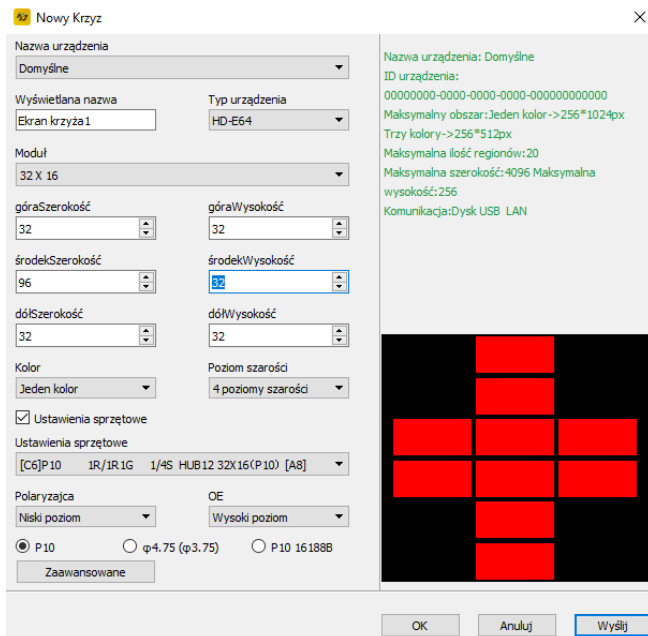 Nowy Krzyz
Nazwa urządzenia
Domyślne
Wyświetlana nazwa
Typ urządzenia
Ekran krzyża1
HD-E64
Moduł
32 X 16
góraSzerokość
góraWysokość
32
32
środekSzerokość
środekWysokość
96
32
dółSzerokość
dółWysokość
32
32
Kolor
Poziom szarości
Jeden kolor
4 poziomy szarości
Ustawienia sprzętowe
Ustawienia sprzętowe
[C6]P10 1R/1R1G 1/4S HUB12 32X16(P10) [A8]
Polaryzajca
OE
Niski poziom
Wysoki poziom
P10
φ4.75 (φ3.75)
P10 16188B
Zaawansowane
Nazwa urządzenia: Domyślne
ID urządzenia:
00000000-0000-0000-0000-000000000000
Maksymalny obszar:Jeden kolor->256*1024px
Trzy kolory->256*512px
Maksymalna ilość regionów:20
Maksymalna szerokość:4096 Maksymalna
wysokość:256
Komunikacja:Dysk USB LAN
OK
Anuluj
Wyślij